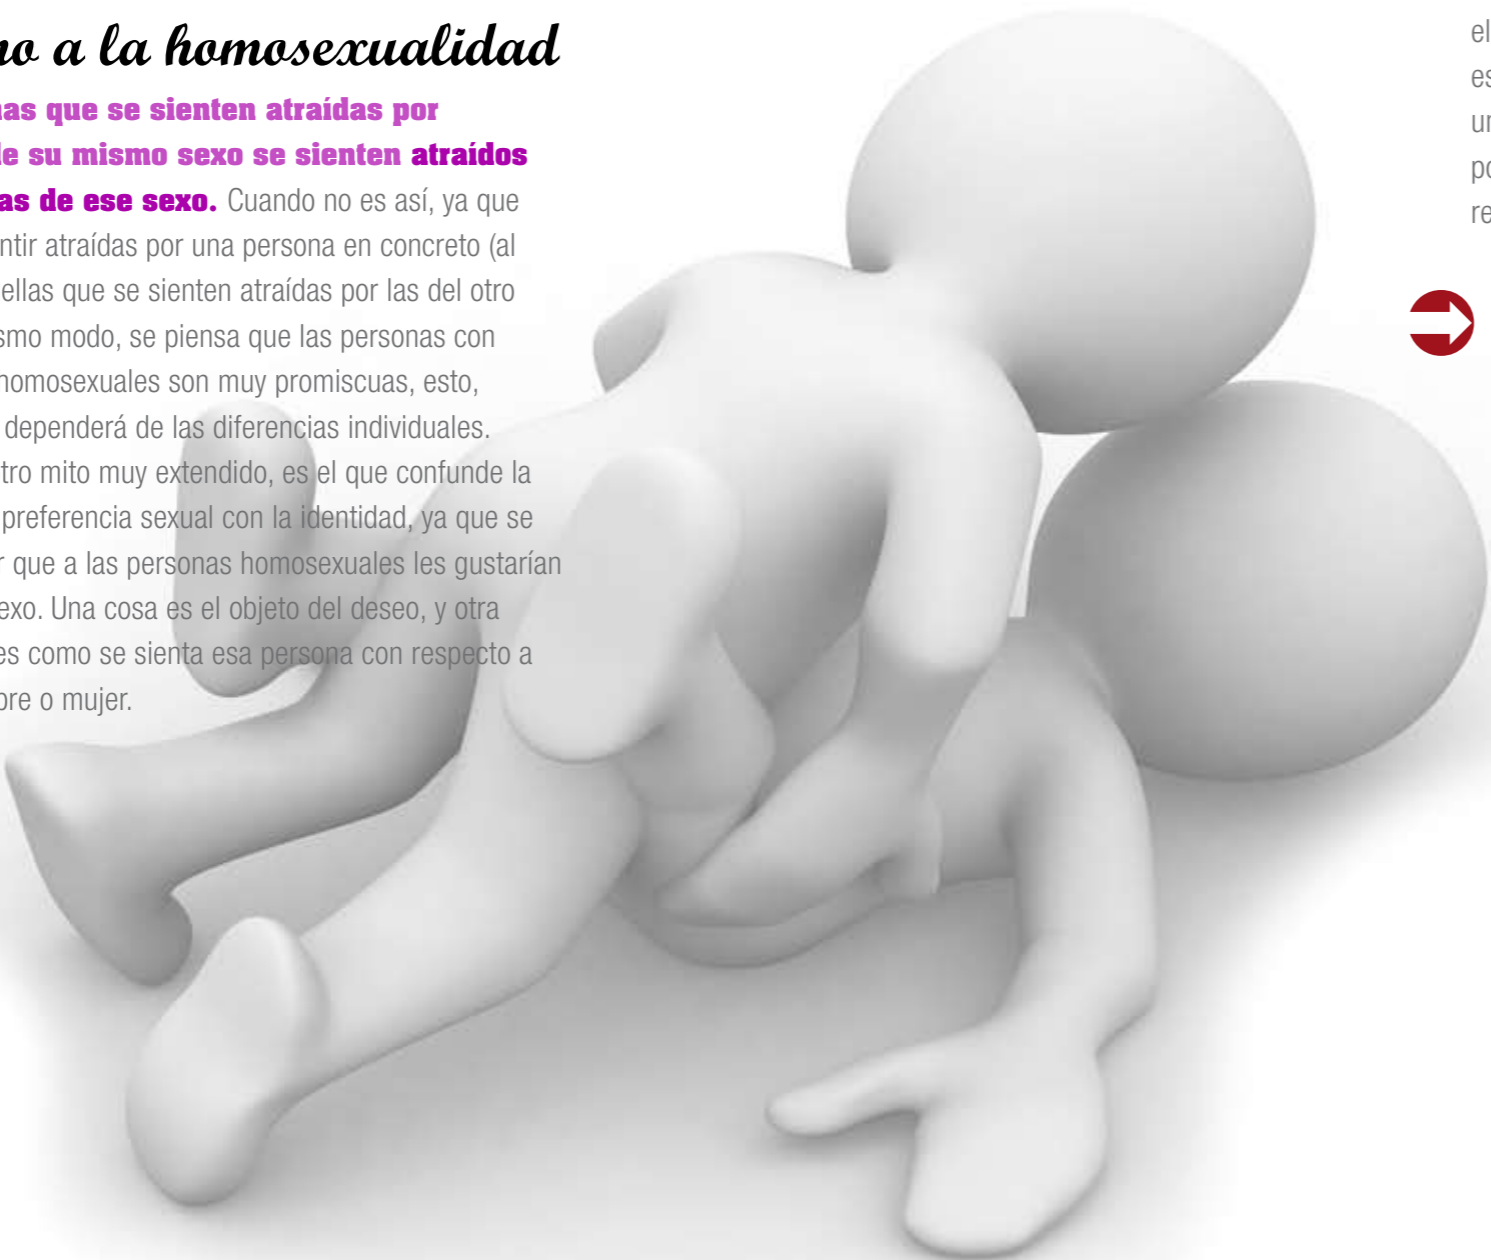 no a la homosexualidad
nas que se sienten atraídas por
de su mismo sexo se sienten atraídos
as de ese sexo. Cuando no es así, ya que
ntir atraídas por una persona en concreto (al
ellas que se sienten atraídas por las del otro
smo modo, se piensa que las personas con
homosexuales son muy promiscuas, esto,
dependerá de las diferencias individuales.
tro mito muy extendido, es el que confunde la
preferencia sexual con la identidad, ya que se
r que a las personas homosexuales les gustarían
exo. Una cosa es el objeto del deseo, y otra
es como se sienta esa persona con respecto a
bre o mujer.
el
es
un
po
re